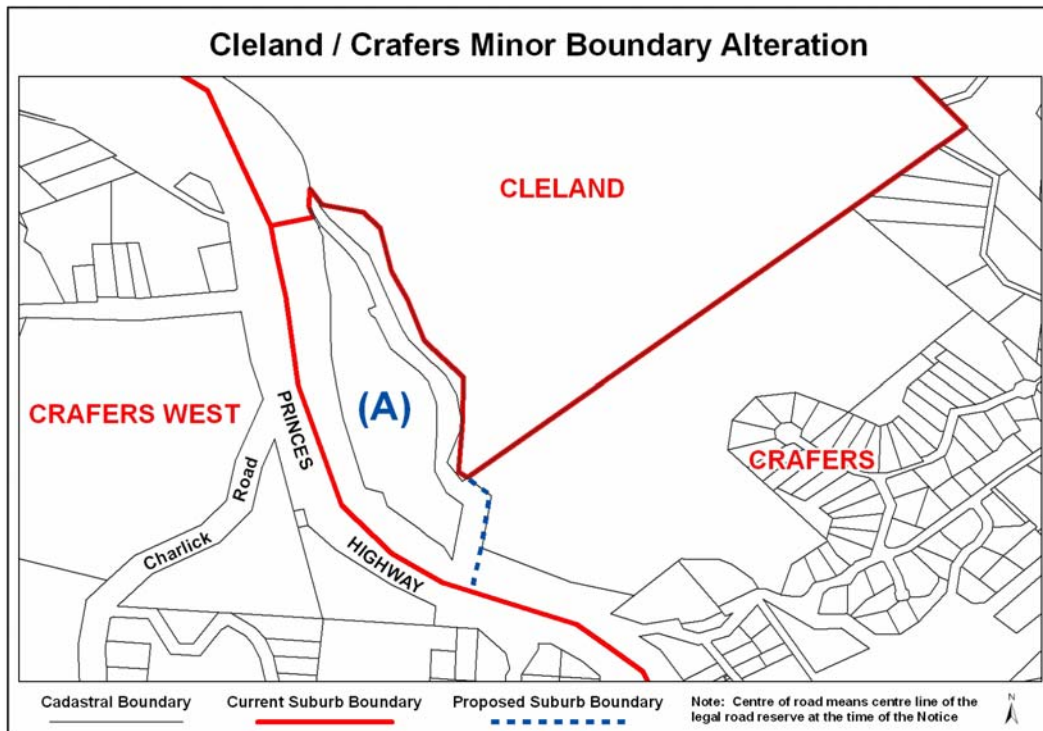 Cleland / Crafers Minor Boundary Alteration
CLELAND
CRAFERS WEST
(A)
PRINCES
HIGHWAY
CRAFERS
Charlick
Road
Cadastral Boundary
Current Suburb Boundary
Proposed Suburb Boundary
Note: Centre of road means centre line of the
legal road reserve at the time of the Notice
N